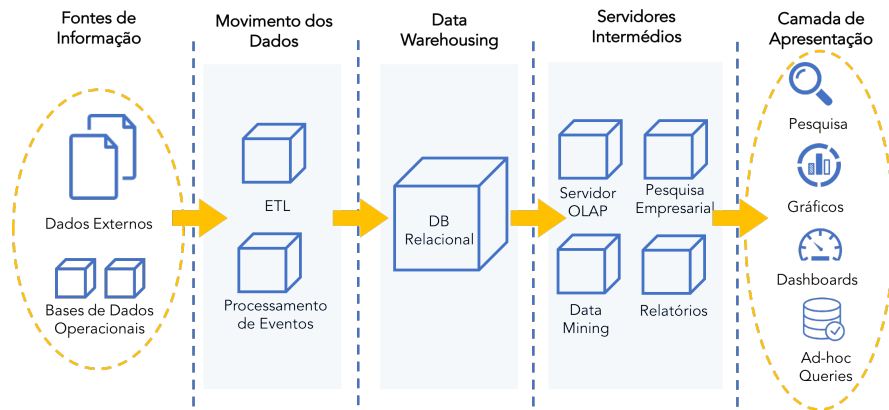 Fontes de
Informação
Movimento dos
Dados
Data
Warehousing
Servidores
Intermédios
Camada de
Apresentação
Dados Externos
Bases de Dados
Operacionais
ETL
Processamento
de Eventos
DB
Relacional
Servidor
OLAP
Pesquisa
Empresarial
Data
Mining
Relatórios
Pesquisa
Gráficos
Dashboards
Ad-hoc
Queries